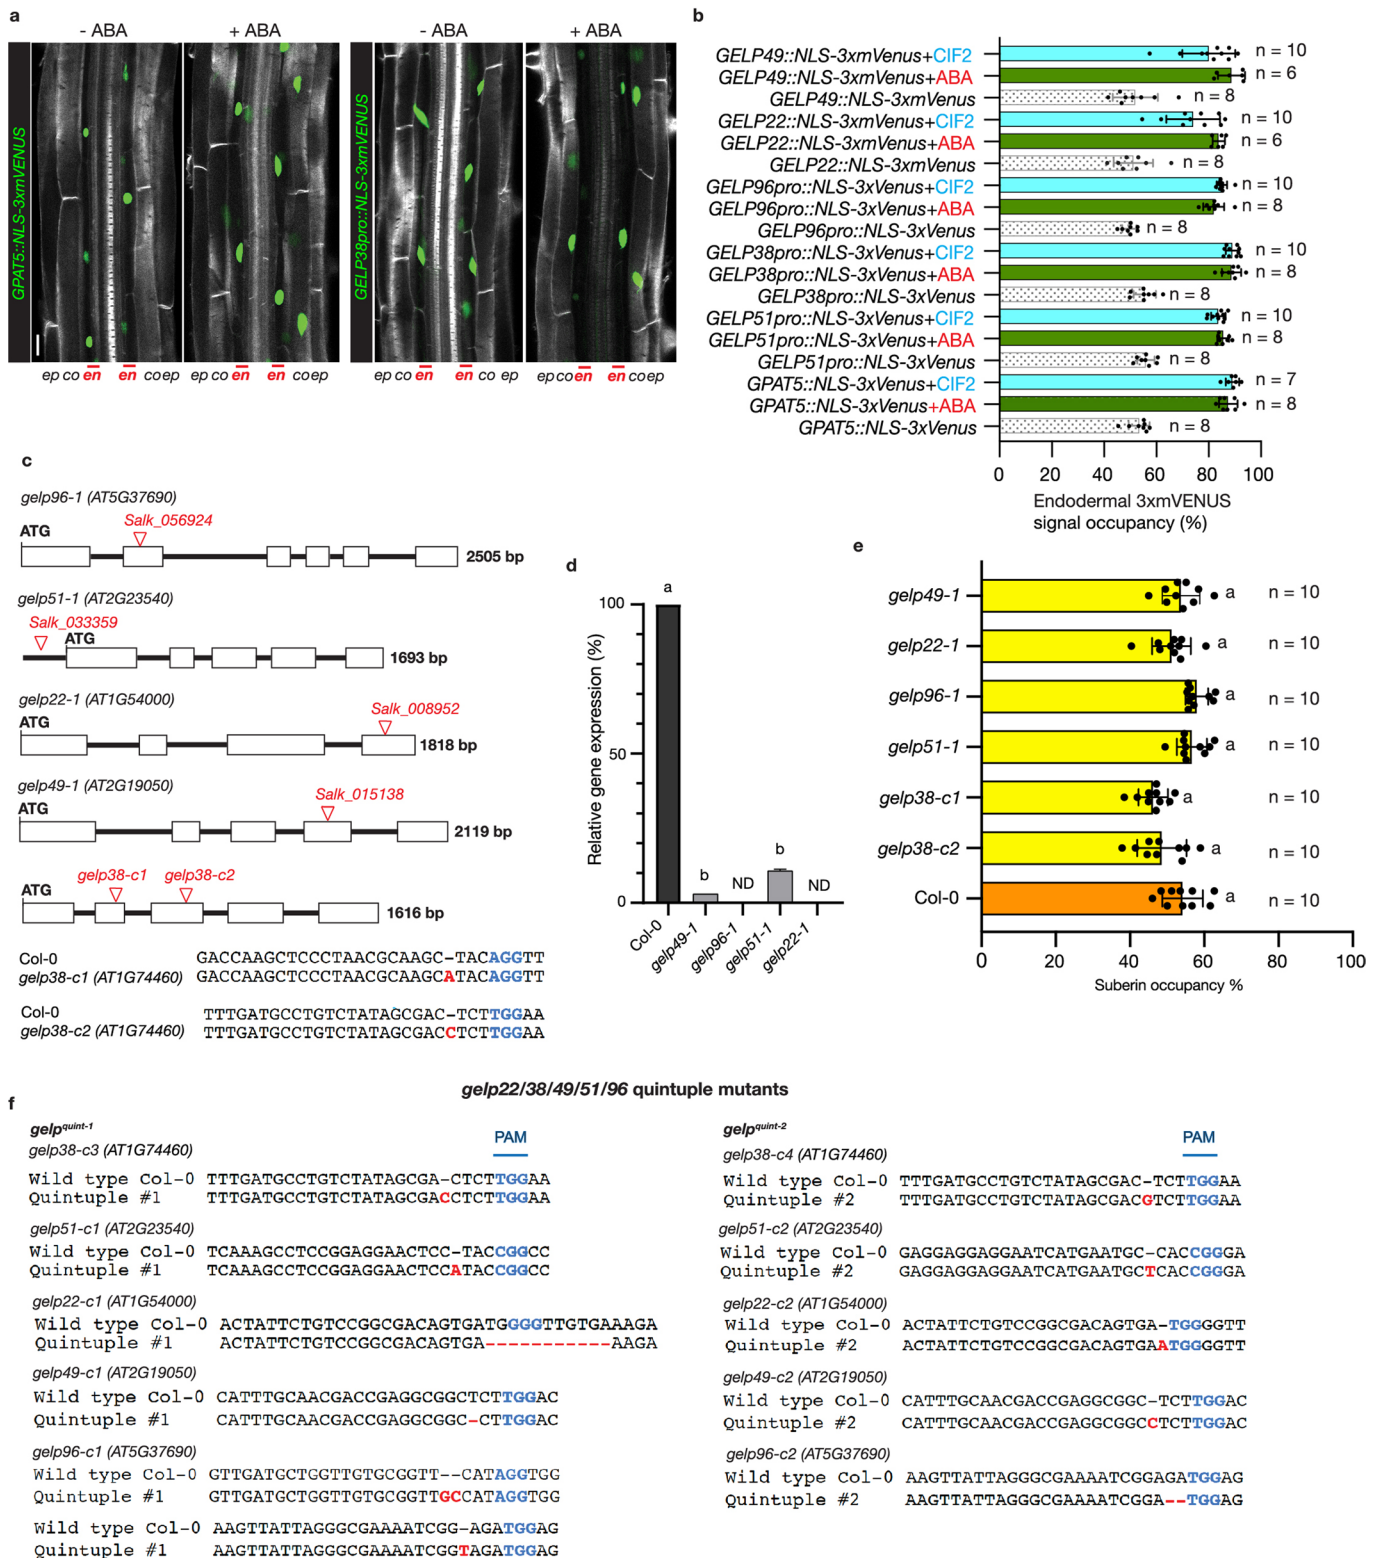 a
- ABA
+ ABA
- ABA
+ ABA
GPAT5::NLS-3xmVENUS
GELP38pro::NLS-3xmVENUS
ep co en en coep
ep co en en coep
ep co en en co ep
epcoen en coep
b
GELP49::NLS-3xmVenus+CIF2 n = 10
GELP49::NLS-3xmVenus+ABA n = 6
GELP49::NLS-3xmVenus n = 8
GELP22::NLS-3xmVenus+CIF2 n = 10
GELP22::NLS-3xmVenus+ABA n = 6
GELP22::NLS-3xmVenus n = 8
GELP96pro::NLS-3xVenus+CIF2 n = 10
GELP96pro::NLS-3xVenus+ABA n = 8
GELP96pro::NLS-3xVenus n = 8
GELP38pro::NLS-3xVenus+CIF2 n = 10
GELP38pro::NLS-3xVenus+ABA n = 8
GELP38pro::NLS-3xVenus n = 8
GELP51pro::NLS-3xVenus+CIF2 n = 10
GELP51pro::NLS-3xVenus+ABA n = 8
GELP51pro::NLS-3xVenus n = 8
GPAT5::NLS-3xVenus+CIF2 n = 7
GPAT5::NLS-3xVenus+ABA n = 8
GPAT5::NLS-3xVenus n = 8
0 20 40 60 80 100
Endodermal 3xmVENUS
signal occupancy (%)
c
gelp96-1 (AT5G37690)
Salk_056924
ATG
2505 bp
gelp51-1 (AT2G23540)
Salk_033359
ATG
1693 bp
gelp22-1 (AT1G54000)
Salk_008952
ATG
1818 bp
gelp49-1 (AT2G19050)
Salk_015138
ATG
2119 bp
gelp38-c1 gelp38-c2
ATG
1616 bp
Col-0 GACCAAGCTCCCTAACGCAAGC-TACAGGTT
gelp38-c1 (AT1G74460) GACCAAGCTCCCTAACGCAAGCATACAGGTT
Col-0 TTTGATGCCTGTCTATAGCGAC-TCTTGGAA
gelp38-c2 (AT1G74460) TTTGATGCCTGTCTATAGCGACCTCTTGGAA
d
Relative gene expression (%)
100
50
0
a
b
ND
b
ND
Col-0
gelp49-1
gelp96-1
gelp51-1
gelp22-1
e
gelp49-1 a n = 10
gelp22-1 a n = 10
gelp96-1 a n = 10
gelp51-1 a n = 10
gelp38-c1 a n = 10
gelp38-c2 a n = 10
Col-0 a n = 10
0 20 40 60 80 100
Suberin occupancy %
f
gelp22/38/49/51/96 quintuple mutants
gelpquint-1
PAM
gelp38-c3 (AT1G74460)
Wild type Col-0 TTTGATGCCTGTCTATAGCGA-CTCTTGGAA
Quintuple #1 TTTGATGCCTGTCTATAGCGACCTCTTGGAA
gelp51-c1 (AT2G23540)
Wild type Col-0 TCAAAGCCTCCGGAGGAACTCC-TACCGGCC
Quintuple #1 TCAAAGCCTCCGGAGGAACTCCATACCGGCC
gelp22-c1 (AT1G54000)
Wild type Col-0 ACTATTCTGTCCGGCGACAGTGATGGGGTTGTGAAAGA
Quintuple #1 ACTATTCTGTCCGGCGACAGTGA-----------AAGA
gelp49-c1 (AT2G19050)
Wild type Col-0 CATTTGCAACGACCGAGGCGGCTCTTGGAC
Quintuple #1 CATTTGCAACGACCGAGGCGGC-CTTGGAC
gelp96-c1 (AT5G37690)
Wild type Col-0 GTTGATGCTGGTTGTGCGGTT--CATAGGTGG
Quintuple #1 GTTGATGCTGGTTGTGCGGTTGCCATAGGTGG
Wild type Col-0 AAGTTATTAGGGCGAAAATCGG-AGATGGAG
Quintuple #1 AAGTTATTAGGGCGAAAATCGGTAGATGGAG
gelpquint-2
PAM
gelp38-c4 (AT1G74460)
Wild type Col-0 TTTGATGCCTGTCTATAGCGAC-TCTTGGAA
Quintuple #2 TTTGATGCCTGTCTATAGCGACGTCTTGGAA
gelp51-c2 (AT2G23540)
Wild type Col-0 GAGGAGGAGGAATCATGAATGC-CACCGGGA
Quintuple #2 GAGGAGGAGGAATCATGAATGCTCACCGGGA
gelp22-c2 (AT1G54000)
Wild type Col-0 ACTATTCTGTCCGGCGACAGTGA-TGGGGTT
Quintuple #2 ACTATTCTGTCCGGCGACAGTGAATGGGGTT
gelp49-c2 (AT2G19050)
Wild type Col-0 CATTTGCAACGACCGAGGCGGC-TCTTGGAC
Quintuple #2 CATTTGCAACGACCGAGGCGGCCTCTTGGAC
gelp96-c2 (AT5G37690)
Wild type Col-0 AAGTTATTAGGGCGAAAATCGGAGATGGAG
Quintuple #2 AAGTTATTAGGGCGAAAATCGGA--TGGAG